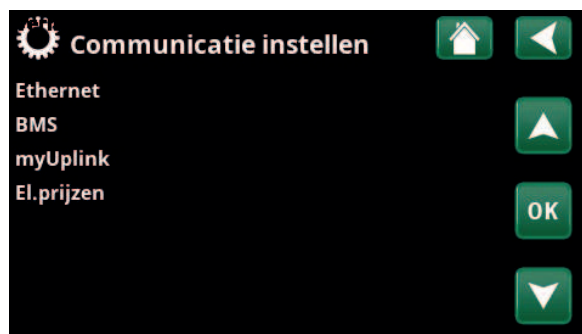 Communicatie instellen
Ethernet
BMS
myUplink
El.prijzen
OK